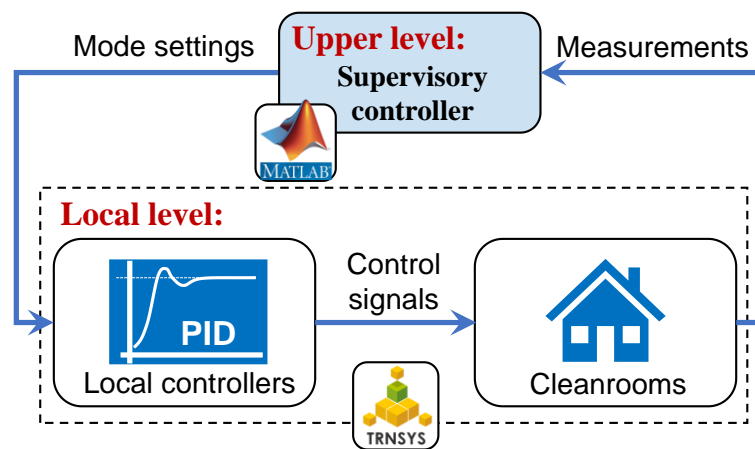 Mode settings
Upper level:
Supervisory
controller
Measurements
MATLAB
Local level:
PID
Local controllers
Control
signals
Cleanrooms
TRNSYS